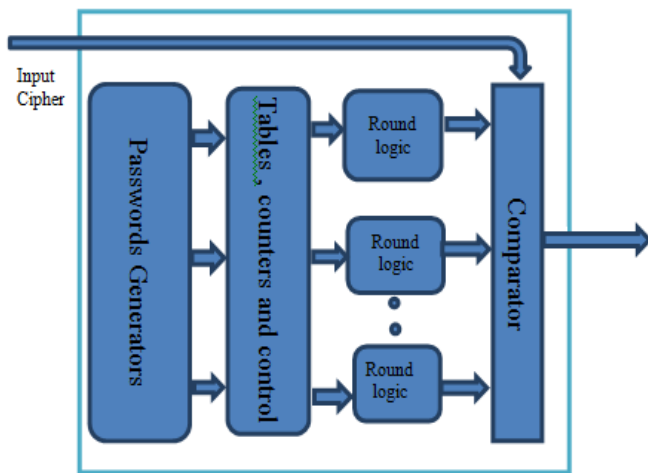 Input
Cipher
Passwords Generators
Tables , counters and control
Round
logic
Round
logic
Round
logic
Comparator